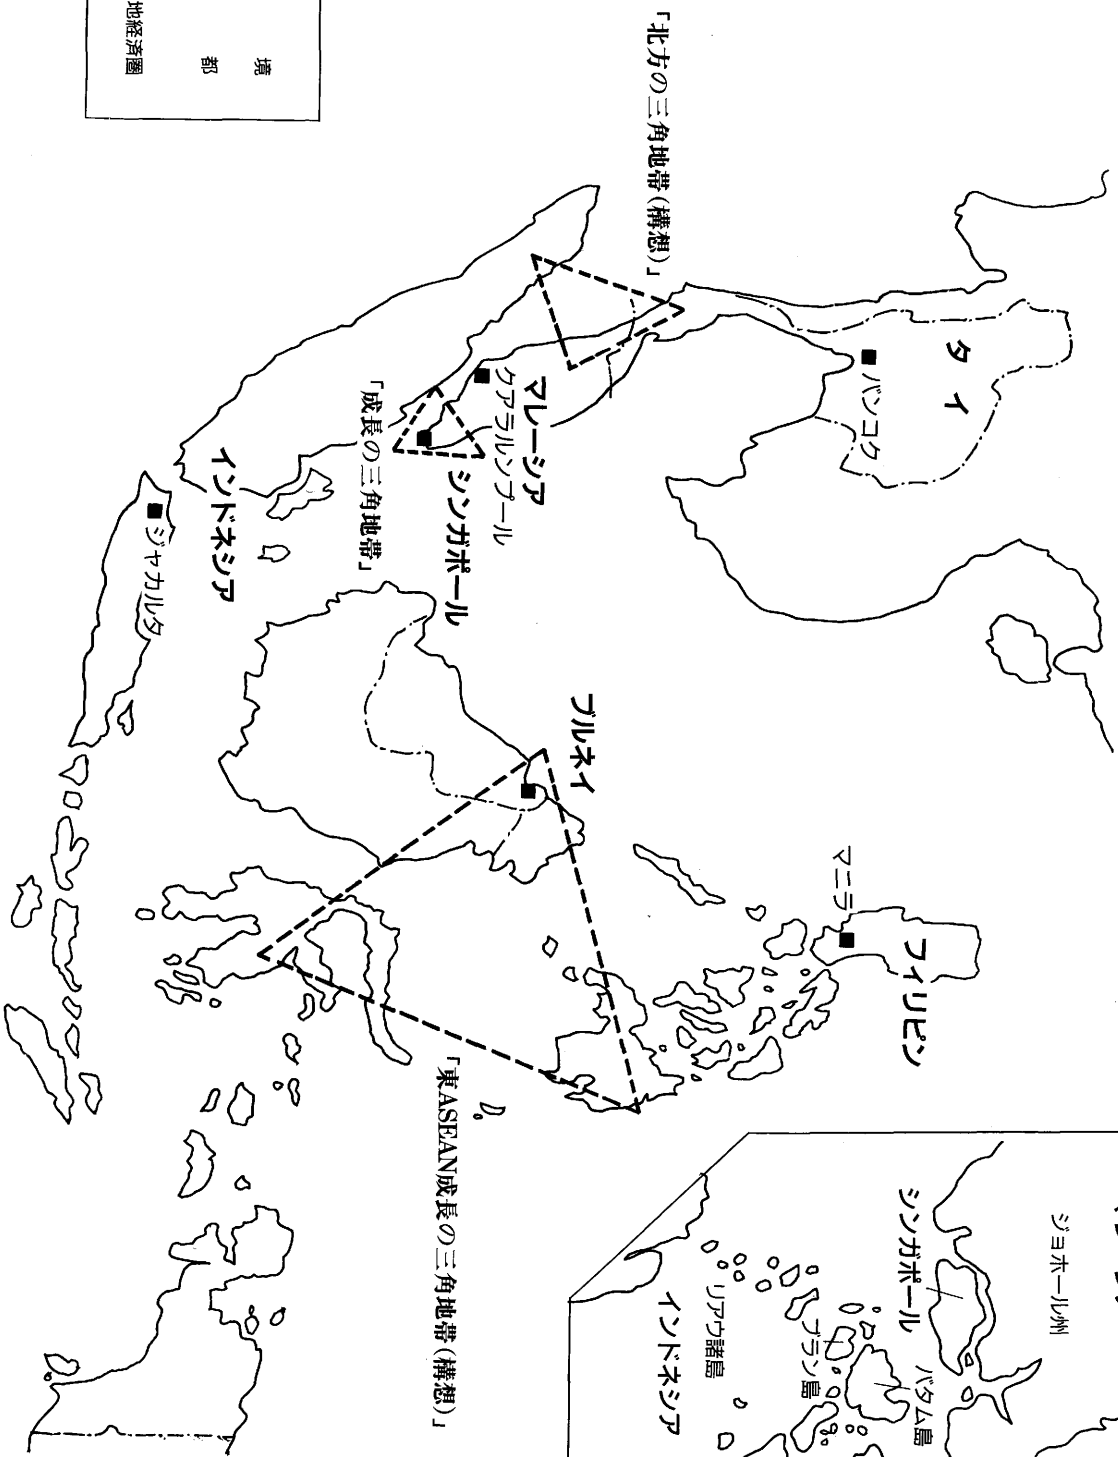 境
都
地経済圏
「北方の三角地帯(構想)」
タイ
バンコク
マレーシア
クアラルンプール
シンガポール
「成長の三角地帯」
インドネシア
ジャカルタ
ブルネイ
マニラ
フィリピン
「東ASEAN成長の三角地帯(構想)」
ジョホール州
シンガポール
バタム島
ブラン島
リアウ諸島
インドネシア